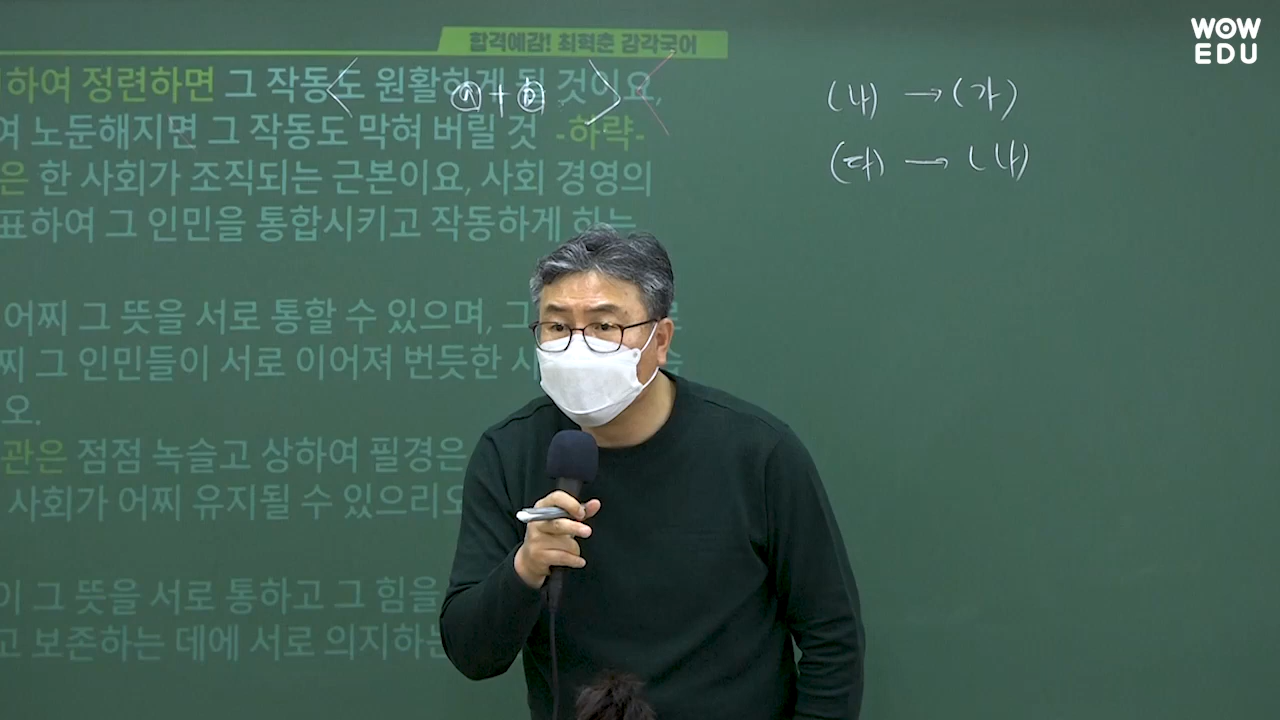 WOW
EDU
합격예감! 최혁춘 감각국어
하여 정련하면 그 작동도 원활하게 될 것이요,
여 노둔해지면 그 작동도 막혀 버릴 것 -하략-
은 한 사회가 조직되는 근본이요, 사회 경영의
표하여 그 인민을 통합시키고 작동하게 하는
어찌 그 뜻을 서로 통할 수 있으며, 그
찌 그 인민들이 서로 이어져 번듯한
오.
관은 점점 녹슬고 상하여 필경은
사회가 어찌 유지될 수 있으리오
이 그 뜻을 서로 통하고 그 힘을
고 보존하는 데에 서로 의지하는
< ⓐ+ⓑ >
(나) → (가)
(다) → (나)